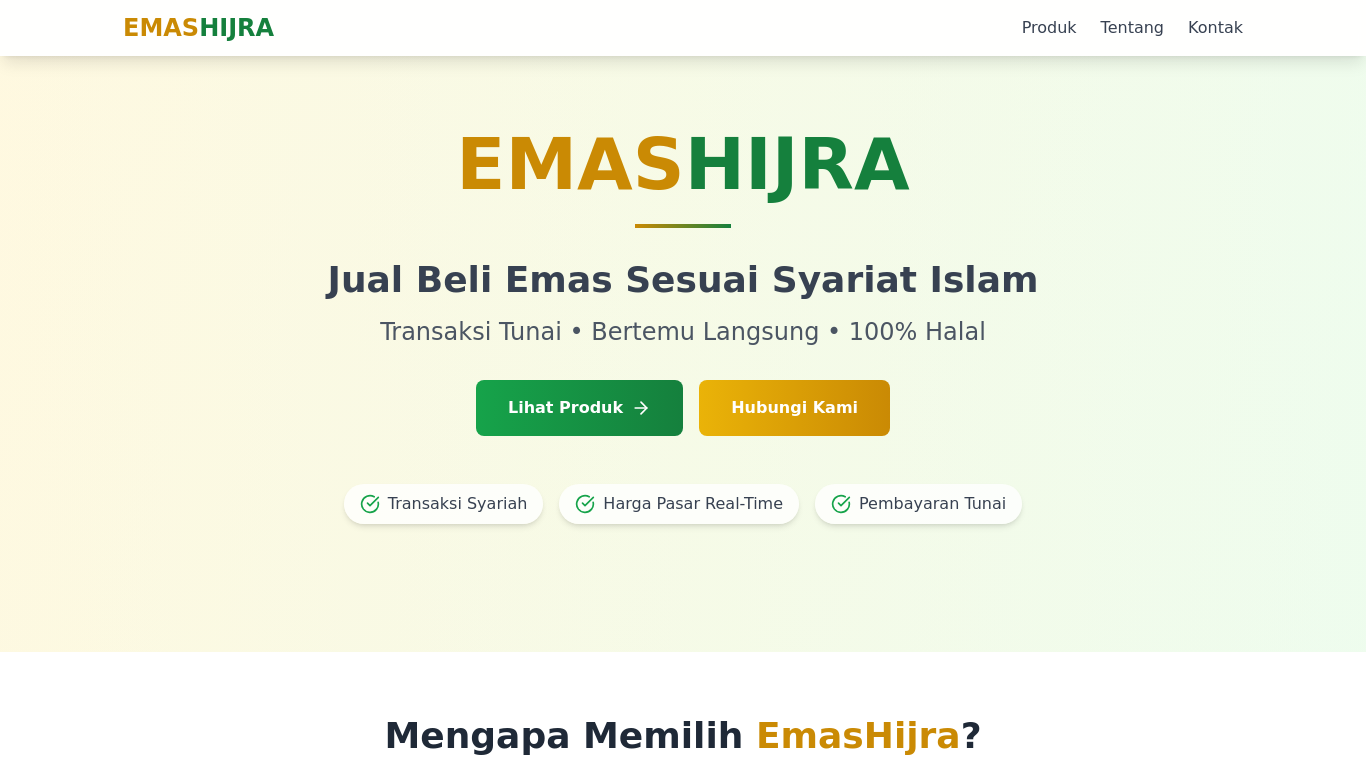 EMASHIJRA
Produk
Tentang
Kontak
EMASHIJRA
Jual Beli Emas Sesuai Syariat Islam
Transaksi Tunai • Bertemu Langsung • 100% Halal
Lihat Produk
Hubungi Kami
Transaksi Syariah
Harga Pasar Real-Time
Pembayaran Tunai
Mengapa Memilih EmasHijra?